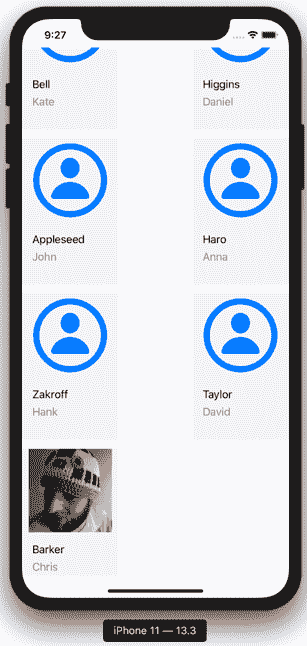 9:27
Bell
Kate
Higgins
Daniel
Appleseed
John
Haro
Anna
Zakroff
Hank
Taylor
David
Barker
Chris
iPhone 11 — 13.3